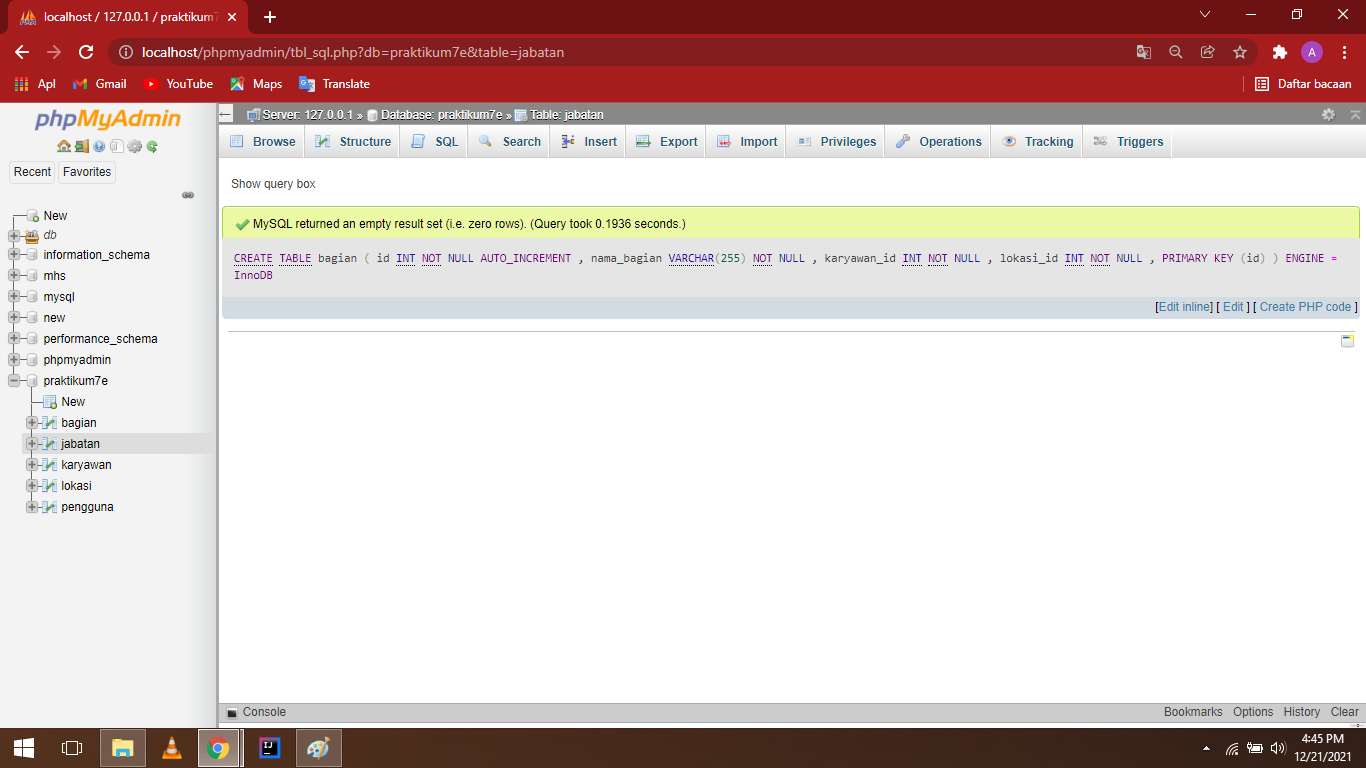 localhost / 127.0.0.1 / praktikum7
localhost/phpmyadmin/tbl_sql.php?db=praktikum7e&table=jabatan
A
Apl
Gmail
YouTube
Maps
Translate
Daftar bacaan
phpMyAdmin
Recent
Favorites
New
db
information_schema
mhs
mysql
new
performance_schema
phpmyadmin
praktikum7e
New
bagian
jabatan
karyawan
lokasi
pengguna
Server: 127.0.0.1 » Database: praktikum7e » Table: jabatan
Browse
Structure
SQL
Search
Insert
Export
Import
Privileges
Operations
Tracking
Triggers
Show query box
MySQL returned an empty result set (i.e. zero rows). (Query took 0.1936 seconds.)
CREATE TABLE bagian ( id INT NOT NULL AUTO_INCREMENT , nama_bagian VARCHAR(255) NOT NULL , karyawan_id INT NOT NULL , lokasi_id INT NOT NULL , PRIMARY KEY (id) ) ENGINE =
InnoDB
[Edit inline] [ Edit ] [ Create PHP code ]
Console
Bookmarks
Options
History
Clear
4:45 PM
12/21/2021